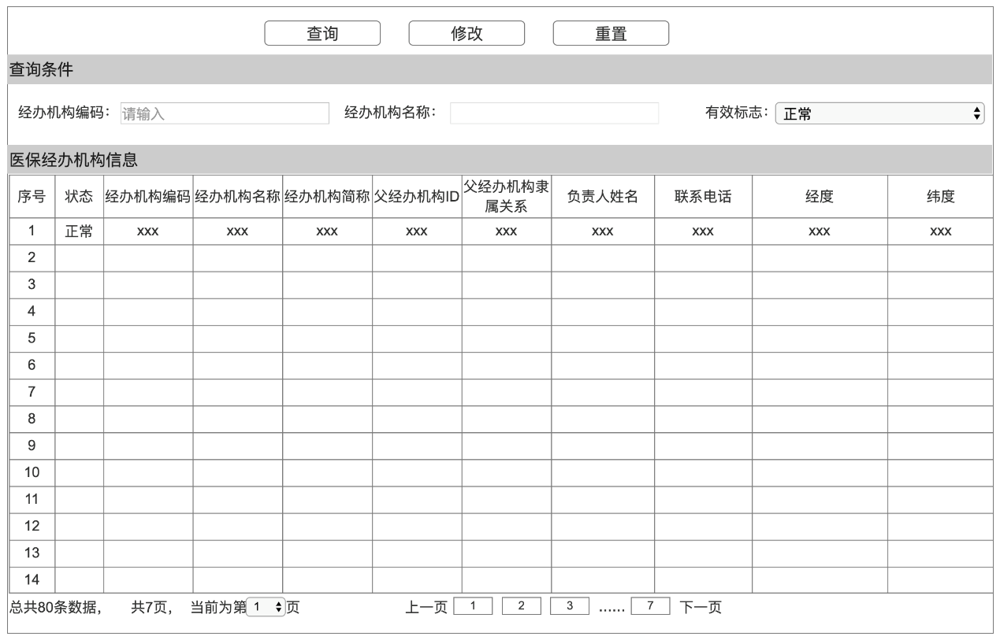 查询 修改 重置
查询条件
经办机构编码： 请输入 经办机构名称： 有效标志： 正常
医保经办机构信息
序号 状态 经办机构编码 经办机构名称 经办机构简称 父经办机构ID 父经办机构隶属关系 负责人姓名 联系电话 经度 纬度
1 正常 xxx xxx xxx xxx xxx xxx xxx xxx xxx
2
3
4
5
6
7
8
9
10
11
12
13
14
总共80条数据， 共7页， 当前为第 1 页 上一页 1 2 3 …… 7 下一页